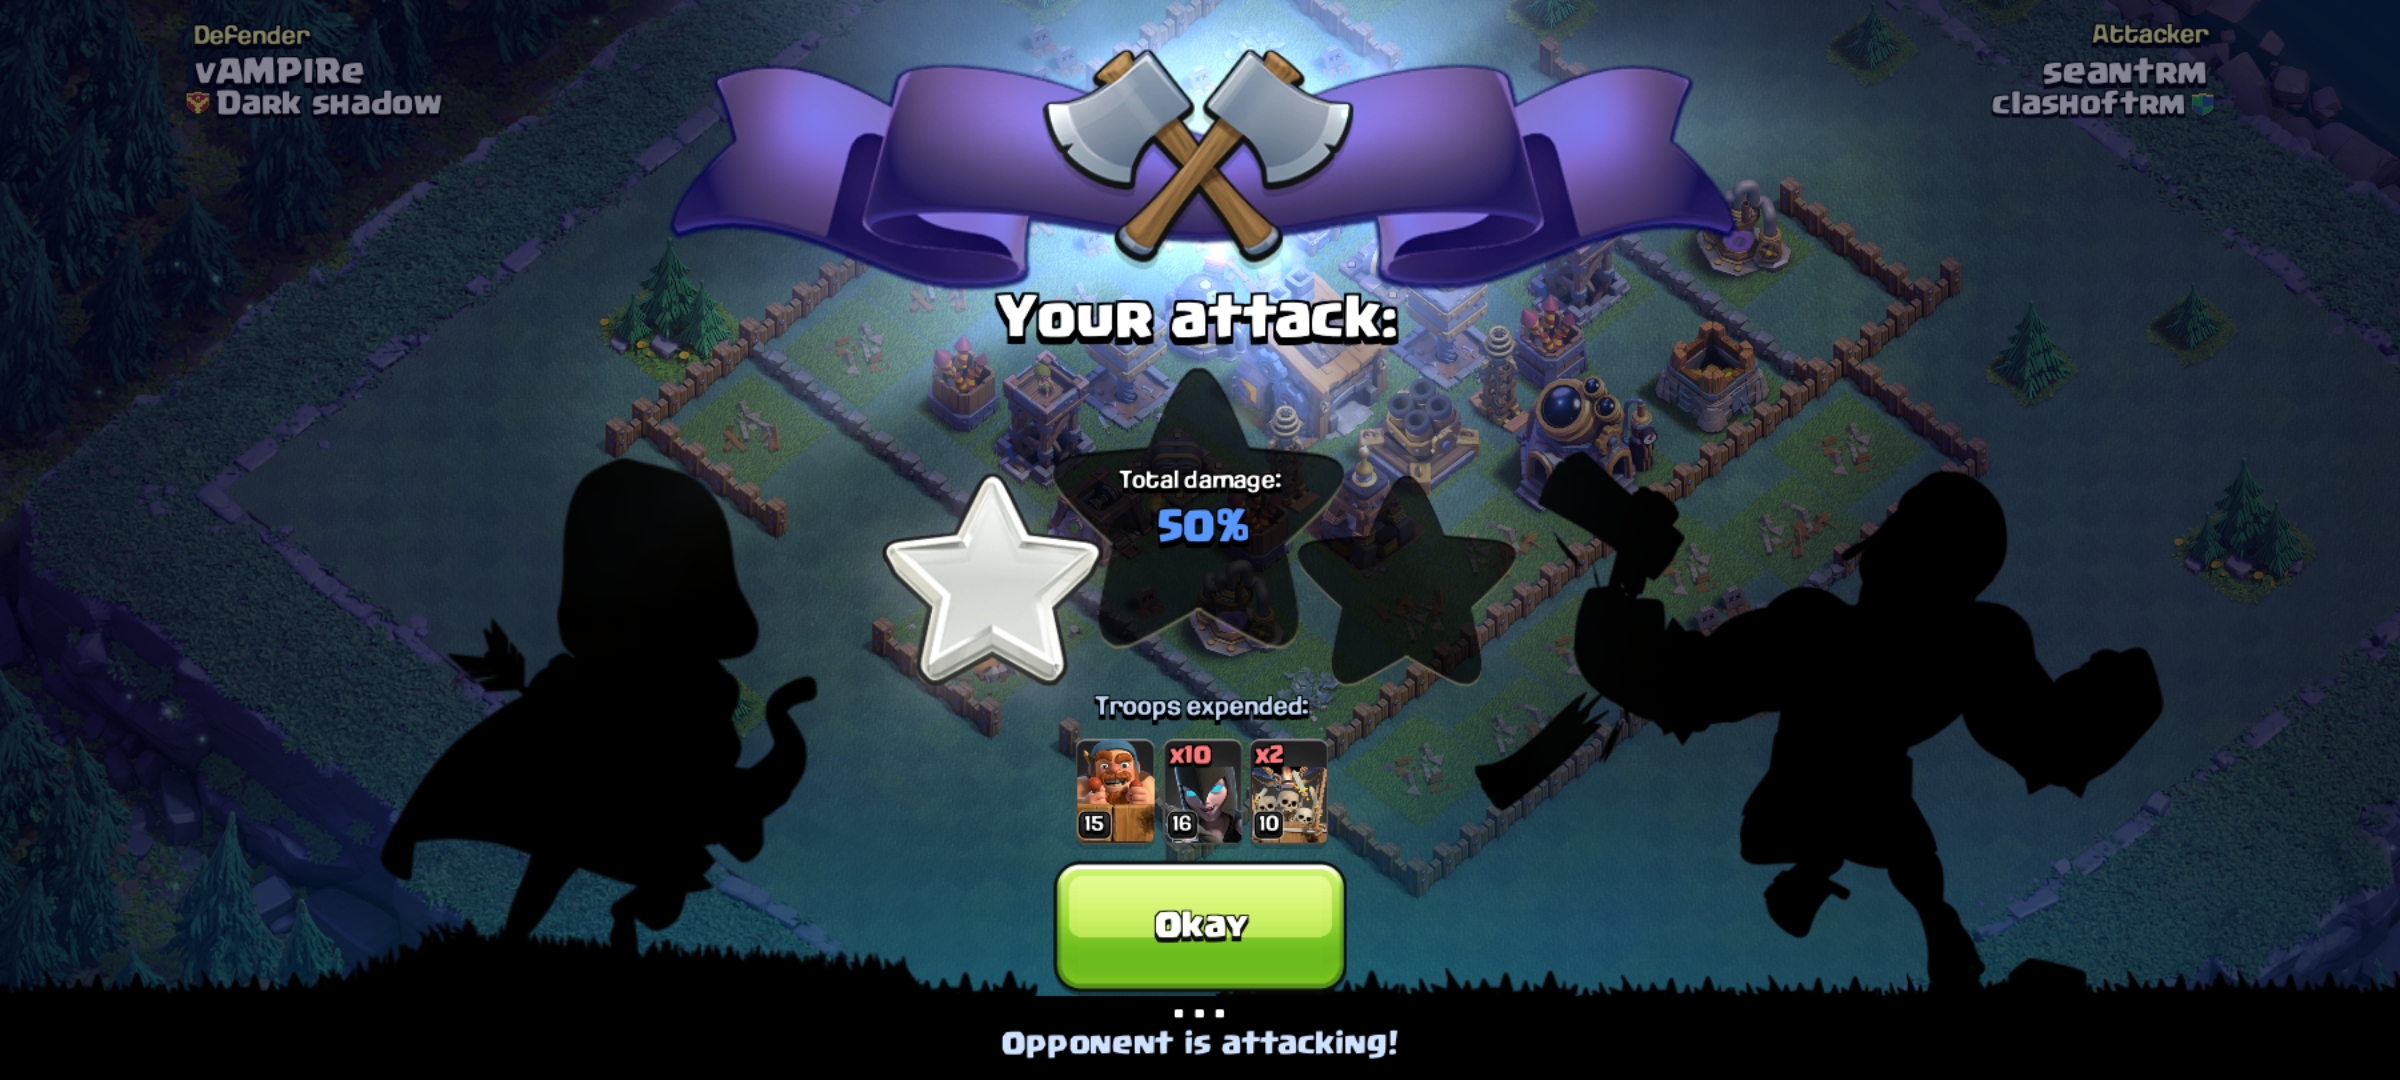 Defender
vAMPIRe
Dark shadow
Attacker
seantrm
clashoftrm
Your attack:
Total damage:
50%
Troops expended:
x10
x2
15
16
10
Okay
...
Opponent is attacking!